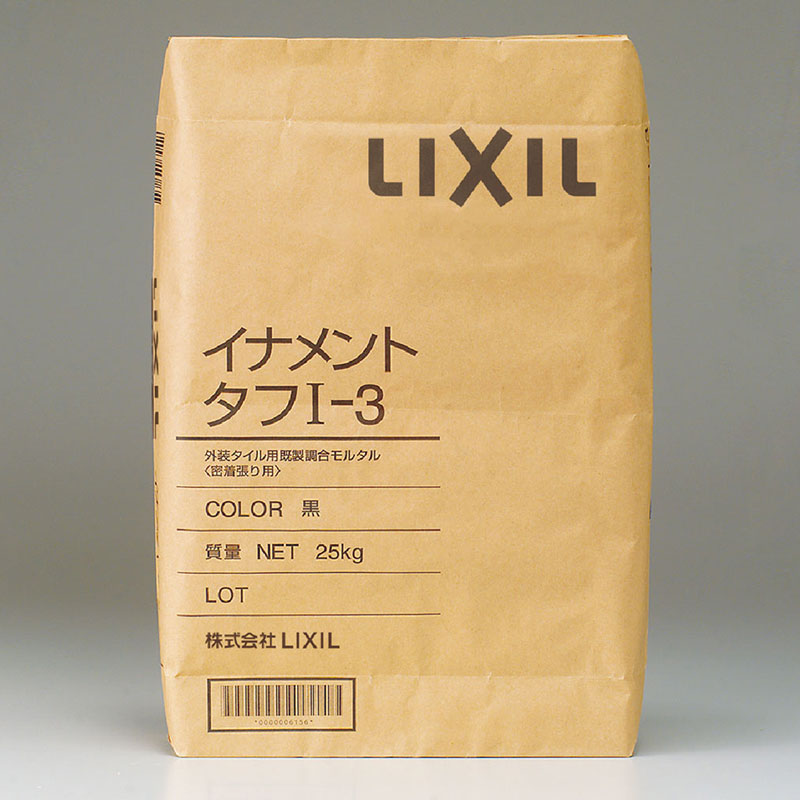 LIXIL
イナメント
タフI-3
外装タイル用既製調合モルタル
〈密着張り用〉
COLOR 黒
質量 NET 25kg
LOT
株式会社 LIXIL
*0000006156*
LIXIL